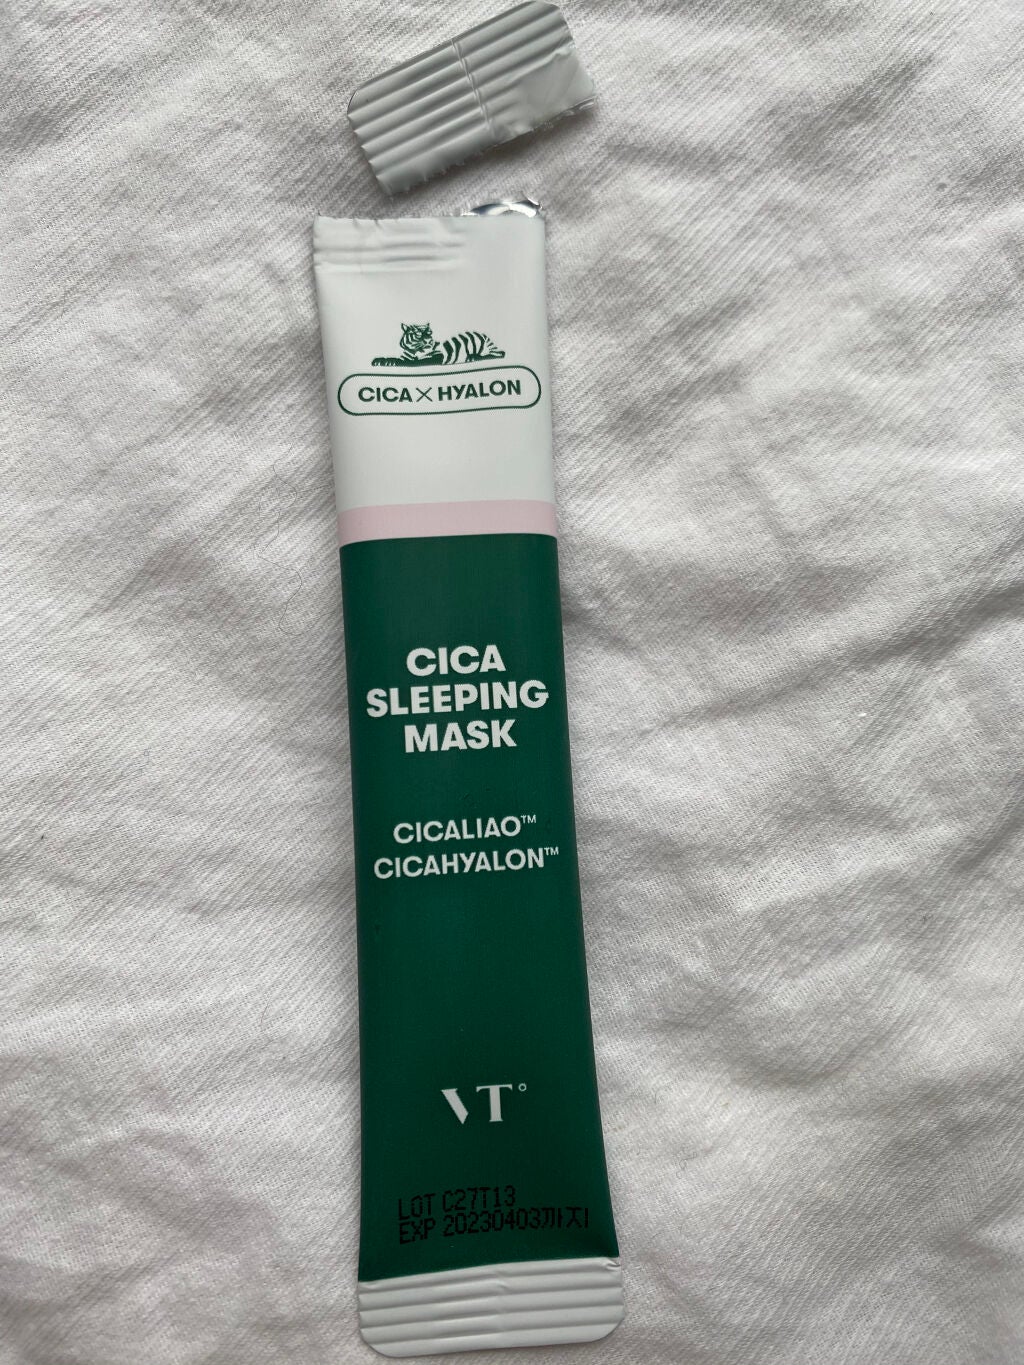 CICA×HYALON
CICA
SLEEPING
MASK
CICALIAO™
CICAHYALON™
VT°
LOT C27T13
EXP 20230403까지